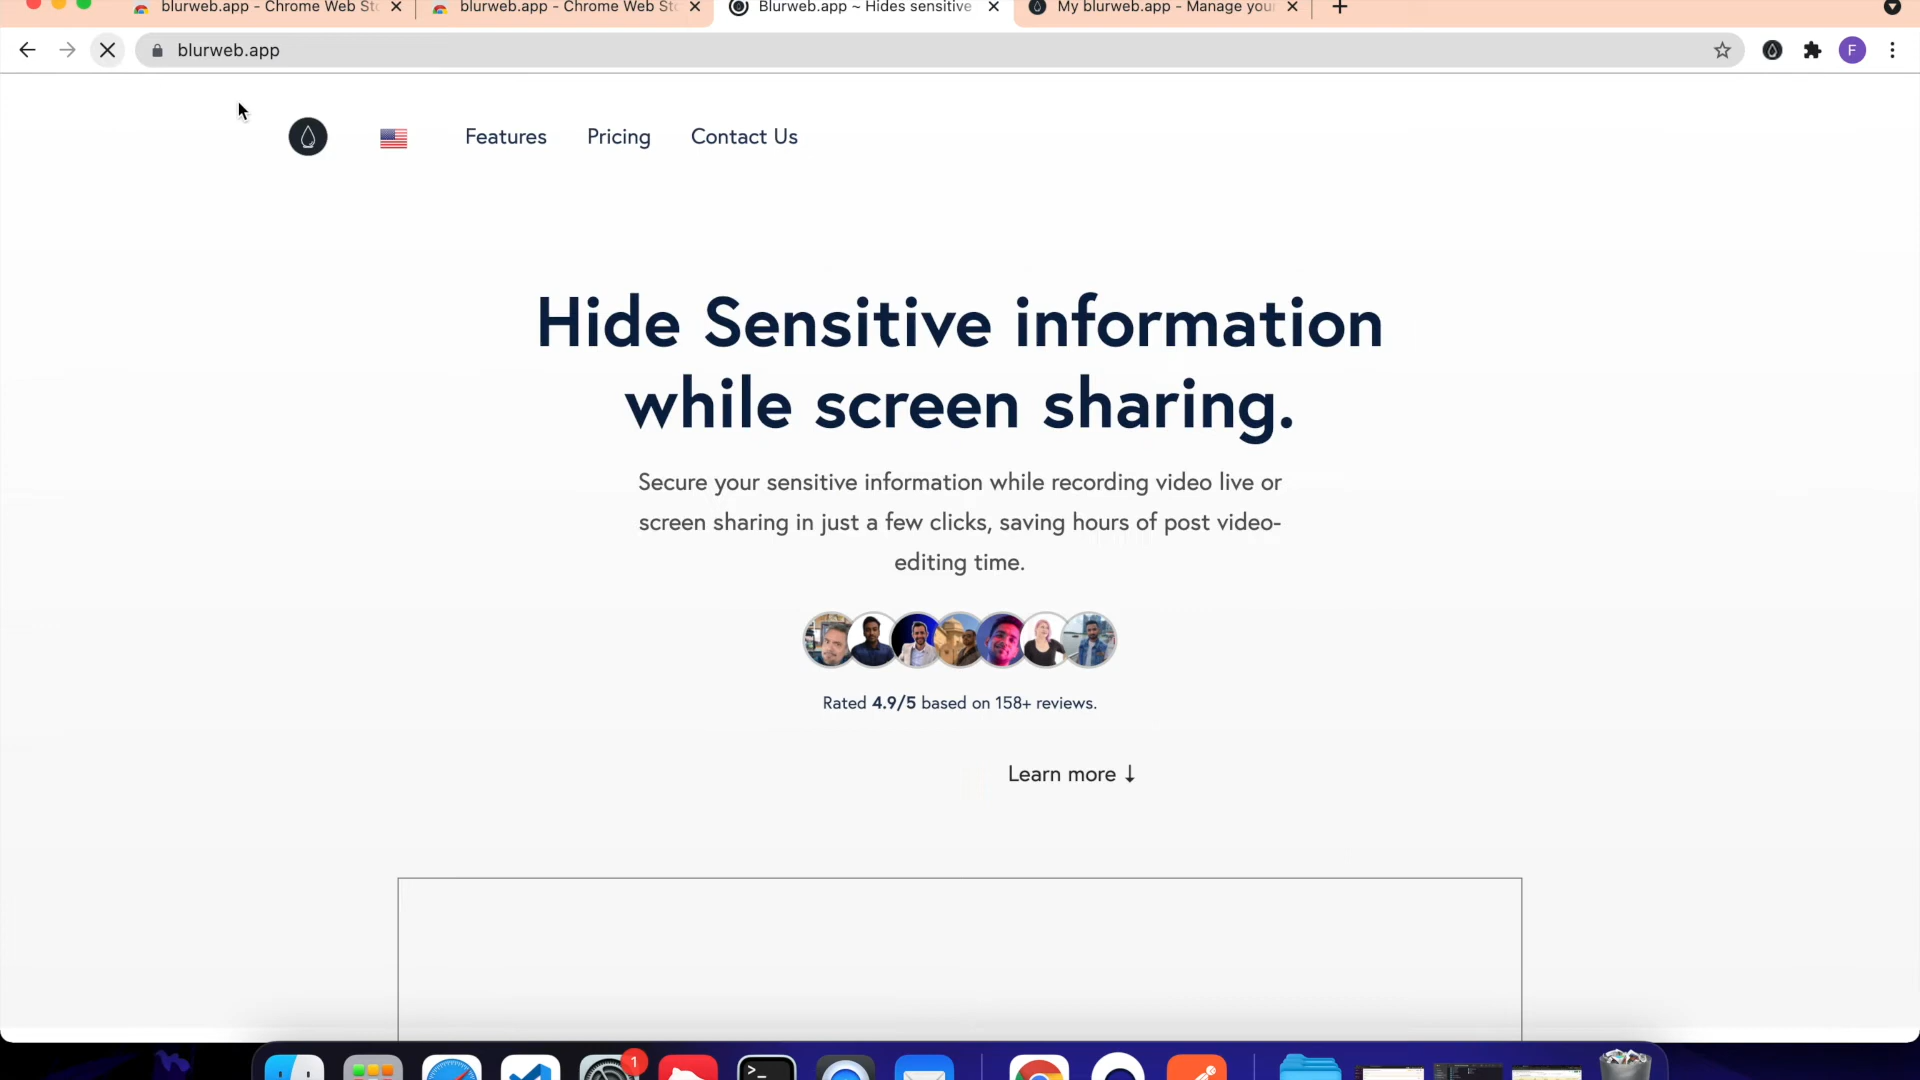 blurweb.app - Chrome Web Sto
blurweb.app - Chrome Web Sto
Blurweb.app ~ Hides sensitive
My blurweb.app - Manage your
blurweb.app
F
Features
Pricing
Contact Us
Hide Sensitive information
while screen sharing.
Secure your sensitive information while recording video live or
screen sharing in just a few clicks, saving hours of post video-
editing time.
Rated 4.9/5 based on 158+ reviews.
Learn more ↓
1
>_